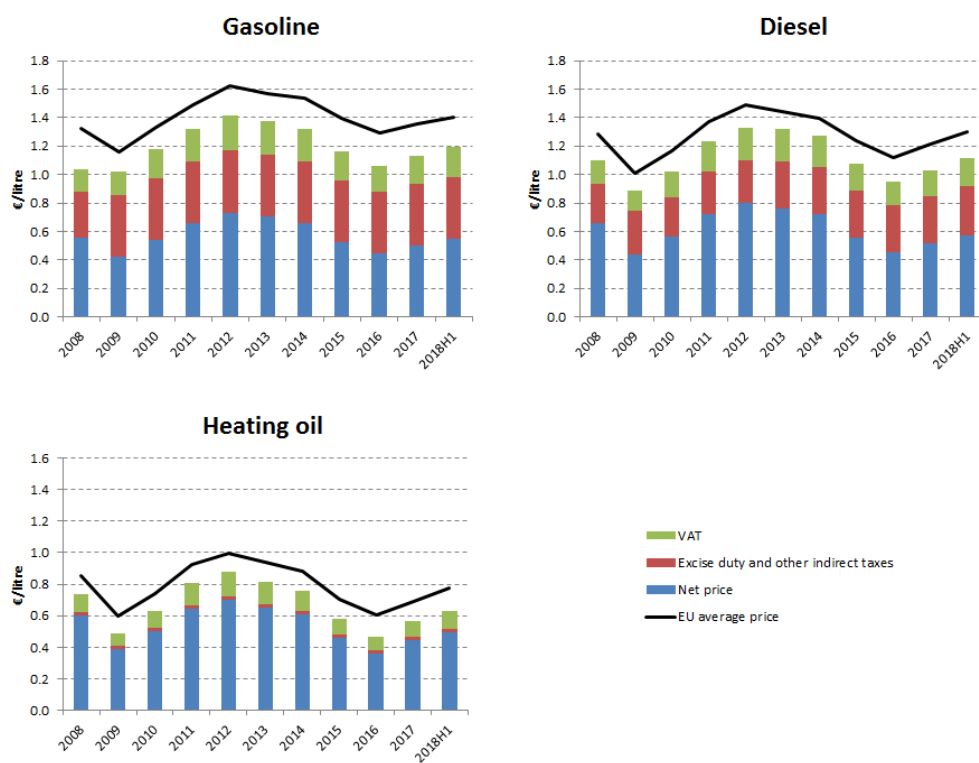 Gasoline
€/litre
1.8
1.6
1.4
1.2
1.0
0.8
0.6
0.4
0.2
0.0
2008 2009 2010 2011 2012 2013 2014 2015 2016 2017 2018H1
Diesel
€/litre
1.8
1.6
1.4
1.2
1.0
0.8
0.6
0.4
0.2
0.0
2008 2009 2010 2011 2012 2013 2014 2015 2016 2017 2018H1
Heating oil
€/litre
1.6
1.4
1.2
1.0
0.8
0.6
0.4
0.2
0.0
2008 2009 2010 2011 2012 2013 2014 2015 2016 2017 2018H1
VAT
Excise duty and other indirect taxes
Net price
EU average price